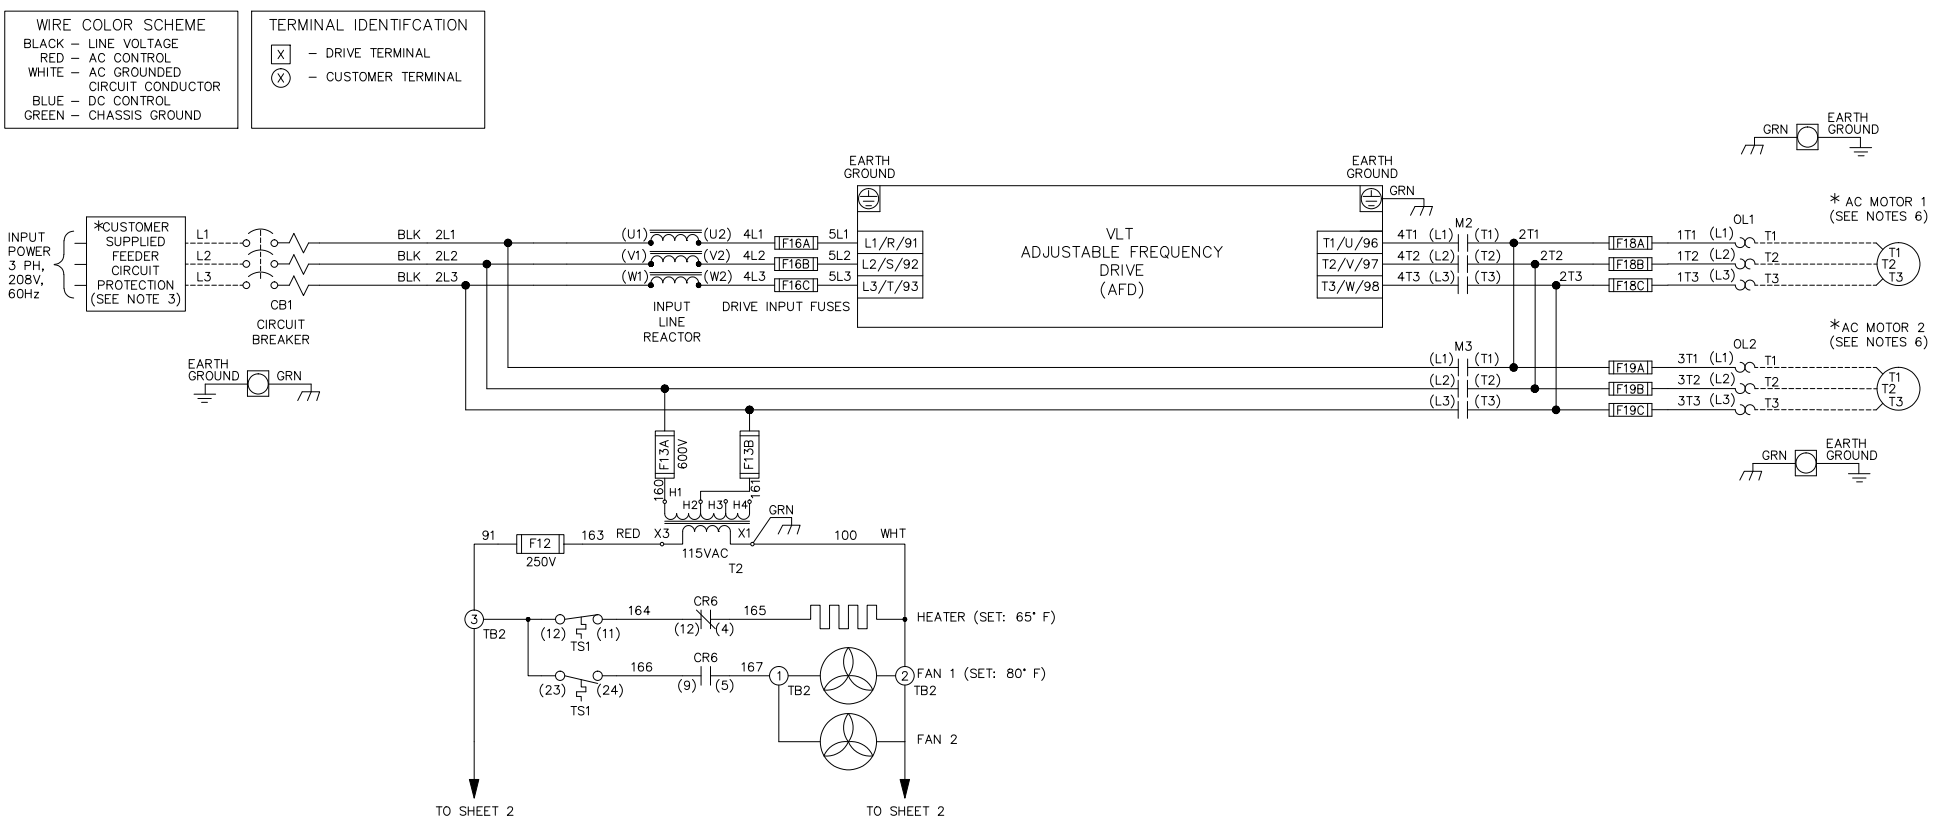 WIRE COLOR SCHEME
BLACK – LINE VOLTAGE
RED – AC CONTROL
WHITE – AC GROUNDED
CIRCUIT CONDUCTOR
BLUE – DC CONTROL
GREEN – CHASSIS GROUND
TERMINAL IDENTIFCATION
X – DRIVE TERMINAL
X – CUSTOMER TERMINAL
INPUT
POWER
3 PH,
208V,
60Hz
*CUSTOMER
SUPPLIED
FEEDER
CIRCUIT
PROTECTION
(SEE NOTE 3)
L1
L2
L3
CB1
CIRCUIT
BREAKER
BLK 2L1
BLK 2L2
BLK 2L3
(U1) (U2) 4L1 F16A 5L1
(V1) (V2) 4L2 F16B 5L2
(W1) (W2) 4L3 F16C 5L3
INPUT
LINE
REACTOR
DRIVE INPUT FUSES
EARTH
GROUND
L1/R/91
L2/S/92
L3/T/93
VLT
ADJUSTABLE FREQUENCY
DRIVE
(AFD)
EARTH
GROUND
GRN
T1/U/96
T2/V/97
T3/W/98
M2
4T1 (L1) (T1) 2T1 F18A 1T1 (L1) T1
4T2 (L2) (T2) 2T2 F18B 1T2 (L2) T2
4T3 (L3) (T3) 2T3 F18C 1T3 (L3) T3
OL1
GRN
EARTH
GROUND
* AC MOTOR 1
(SEE NOTES 6)
T1
T2
T3
M3
(L1) (T1) F19A 3T1 (L1) T1
(L2) (T2) F19B 3T2 (L2) T2
(L3) (T3) F19C 3T3 (L3) T3
OL2
*AC MOTOR 2
(SEE NOTES 6)
T1
T2
T3
GRN
EARTH
GROUND
EARTH
GROUND
GRN
F13A
600V
F13B
160
161
H1
H2 H3 H4
GRN
91 F12 163 RED X3 X1 100 WHT
250V
115VAC
T2
3
TB2
(12) (11)
TS1
164
CR6
(12) (4)
165
HEATER (SET: 65° F)
(23) (24)
TS1
166
CR6
(9) (5)
167
1
TB2
2
TB2
FAN 1 (SET: 80° F)
FAN 2
TO SHEET 2
TO SHEET 2